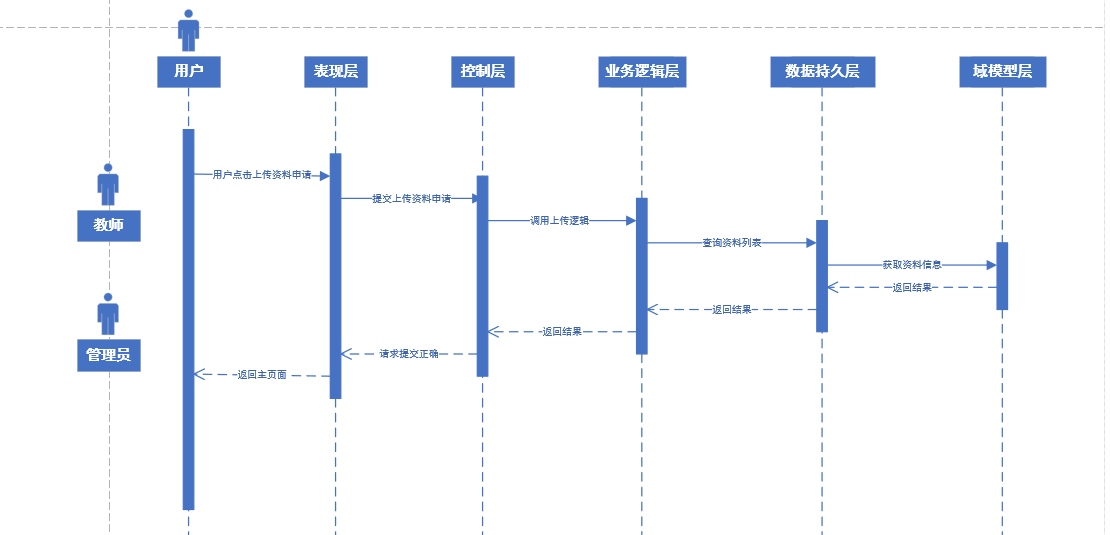 用户
表现层
控制层
业务逻辑层
数据持久层
域模型层
教师
管理员
用户点击上传资料申请
提交上传资料申请
调用上传逻辑
查询资料列表
获取资料信息
返回结果
返回结果
返回结果
请求提交正确
返回主页面